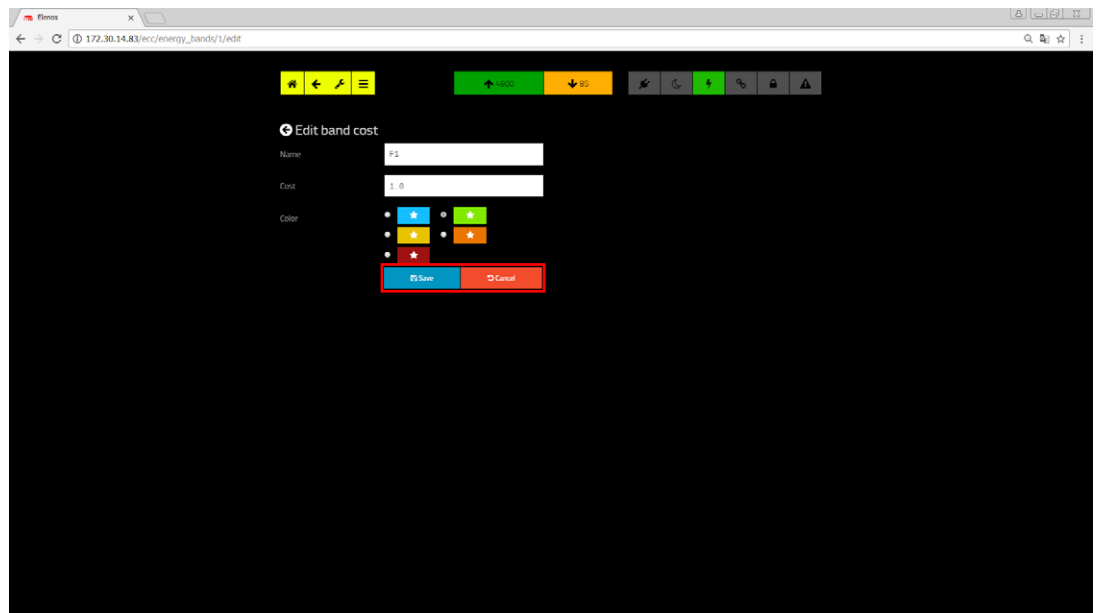 Elenos
172.30.14.83/ecc/energy_bands/1/edit
4900 85
Edit band cost
Name F1
Cost 1.0
Color
Save Cancel